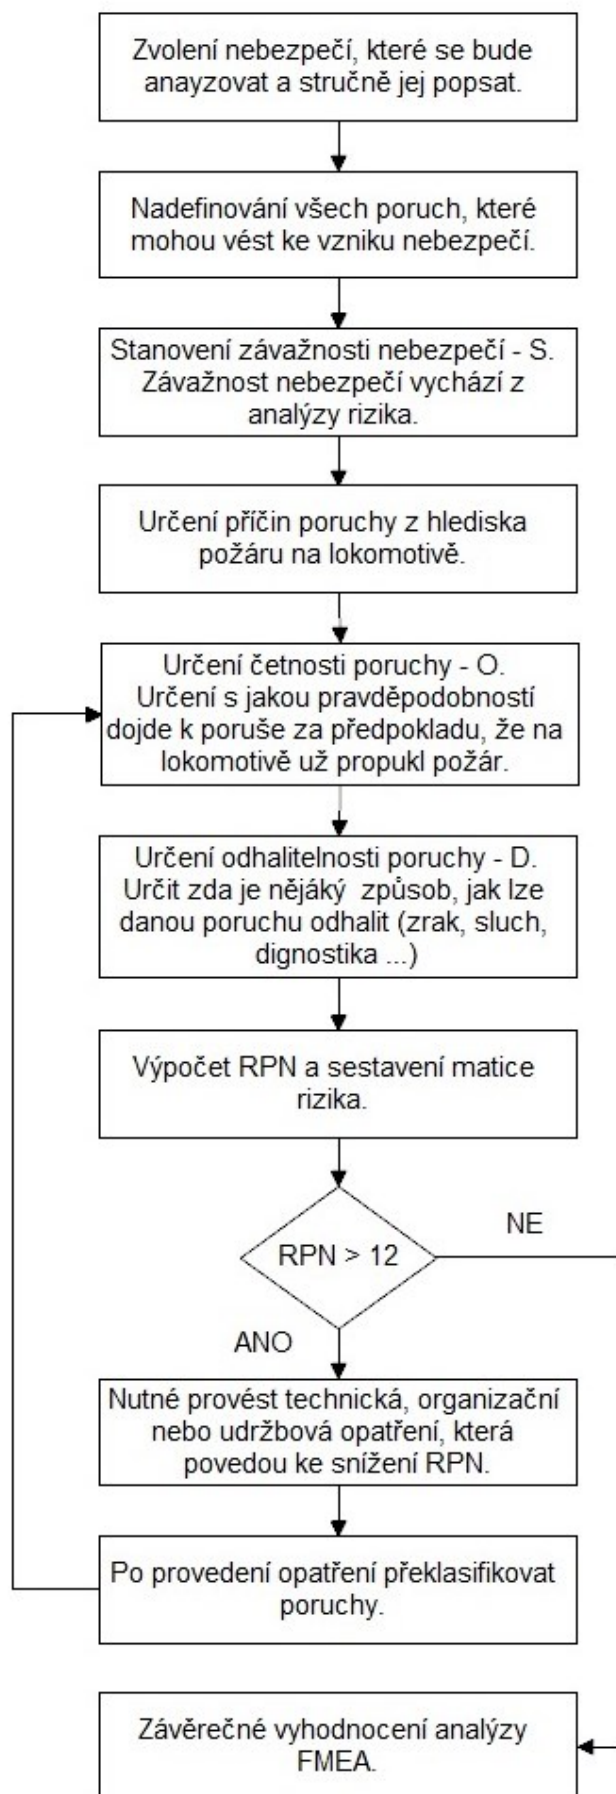 Zvolení nebezpečí, které se bude
anayzovat a stručně jej popsat.
Nadefinování všech poruch, které
mohou vést ke vzniku nebezpečí.
Stanovení závažnosti nebezpečí - S.
Závažnost nebezpečí vychází z
analýzy rizika.
Určení příčin poruchy z hlediska
požáru na lokomotivě.
Určení četnosti poruchy - O.
Určení s jakou pravděpodobností
dojde k poruše za předpokladu, že na
lokomotivě už propukl požár.
Určení odhalitelnosti poruchy - D.
Určit zda je nějáký způsob, jak lze
danou poruchu odhalit (zrak, sluch,
dignostika ...)
Výpočet RPN a sestavení matice
rizika.
NE
RPN > 12
ANO
Nutné provést technická, organizační
nebo udržbová opatření, která
povedou ke snížení RPN.
Po provedení opatření překlasifikovat
poruchy.
Závěrečné vyhodnocení analýzy
FMEA.